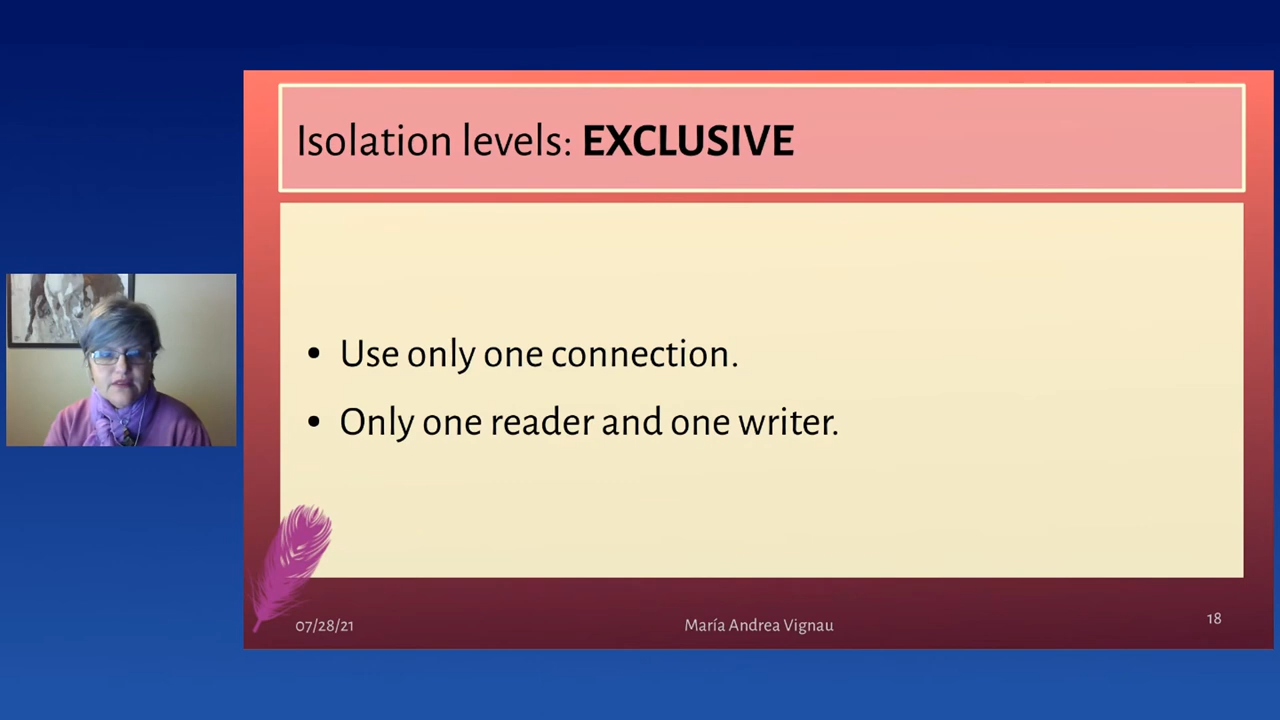 Isolation levels: EXCLUSIVE
• Use only one connection.
• Only one reader and one writer.
07/28/21
María Andrea Vignau
18